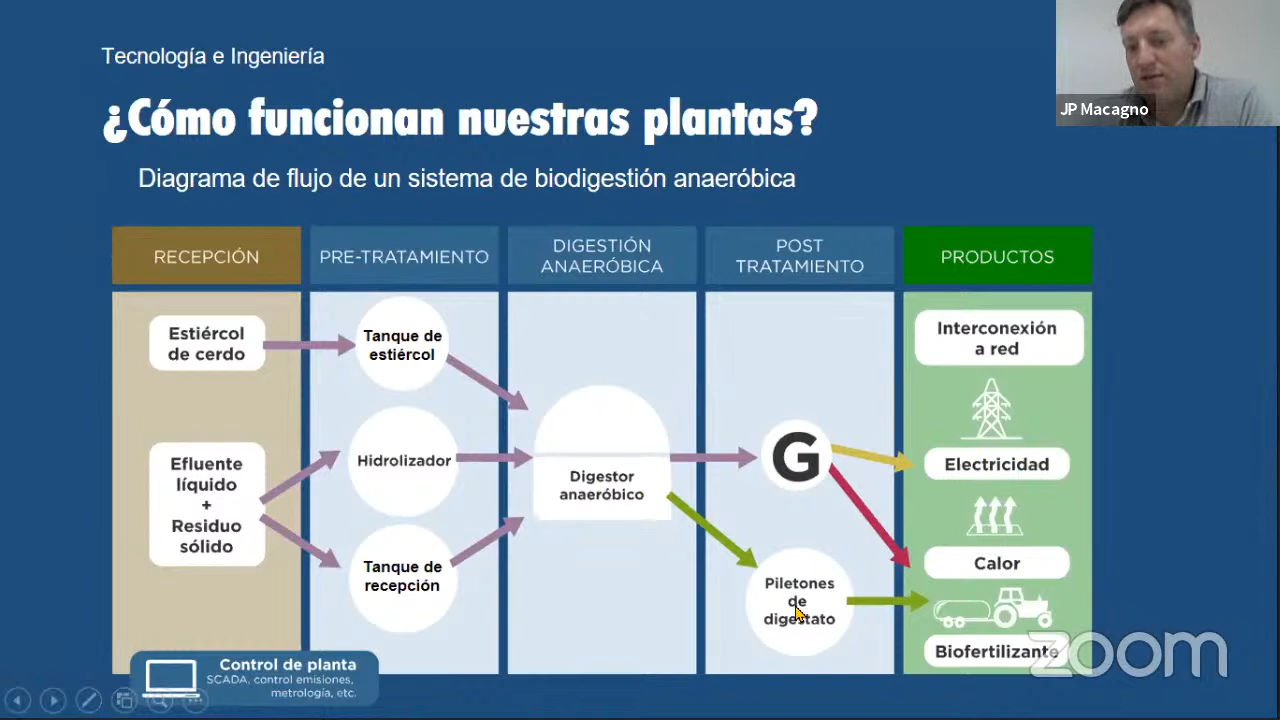 Tecnología e Ingeniería
¿Cómo funcionan nuestras plantas?
Diagrama de flujo de un sistema de biodigestión anaeróbica
JP Macagno
RECEPCIÓN
PRE-TRATAMIENTO
DIGESTIÓN
ANAERÓBICA
POST
TRATAMIENTO
PRODUCTOS
Estiércol
de cerdo
Efluente
líquido
+
Residuo
sólido
Tanque de
estiércol
Hidrolizador
Tanque de
recepción
Digestor
anaeróbico
G
Piletones
de
digestato
Interconexión
a red
Electricidad
Calor
Biofertilizante
Control de planta
SCADA, control emisiones,
metrología, etc.
zoom